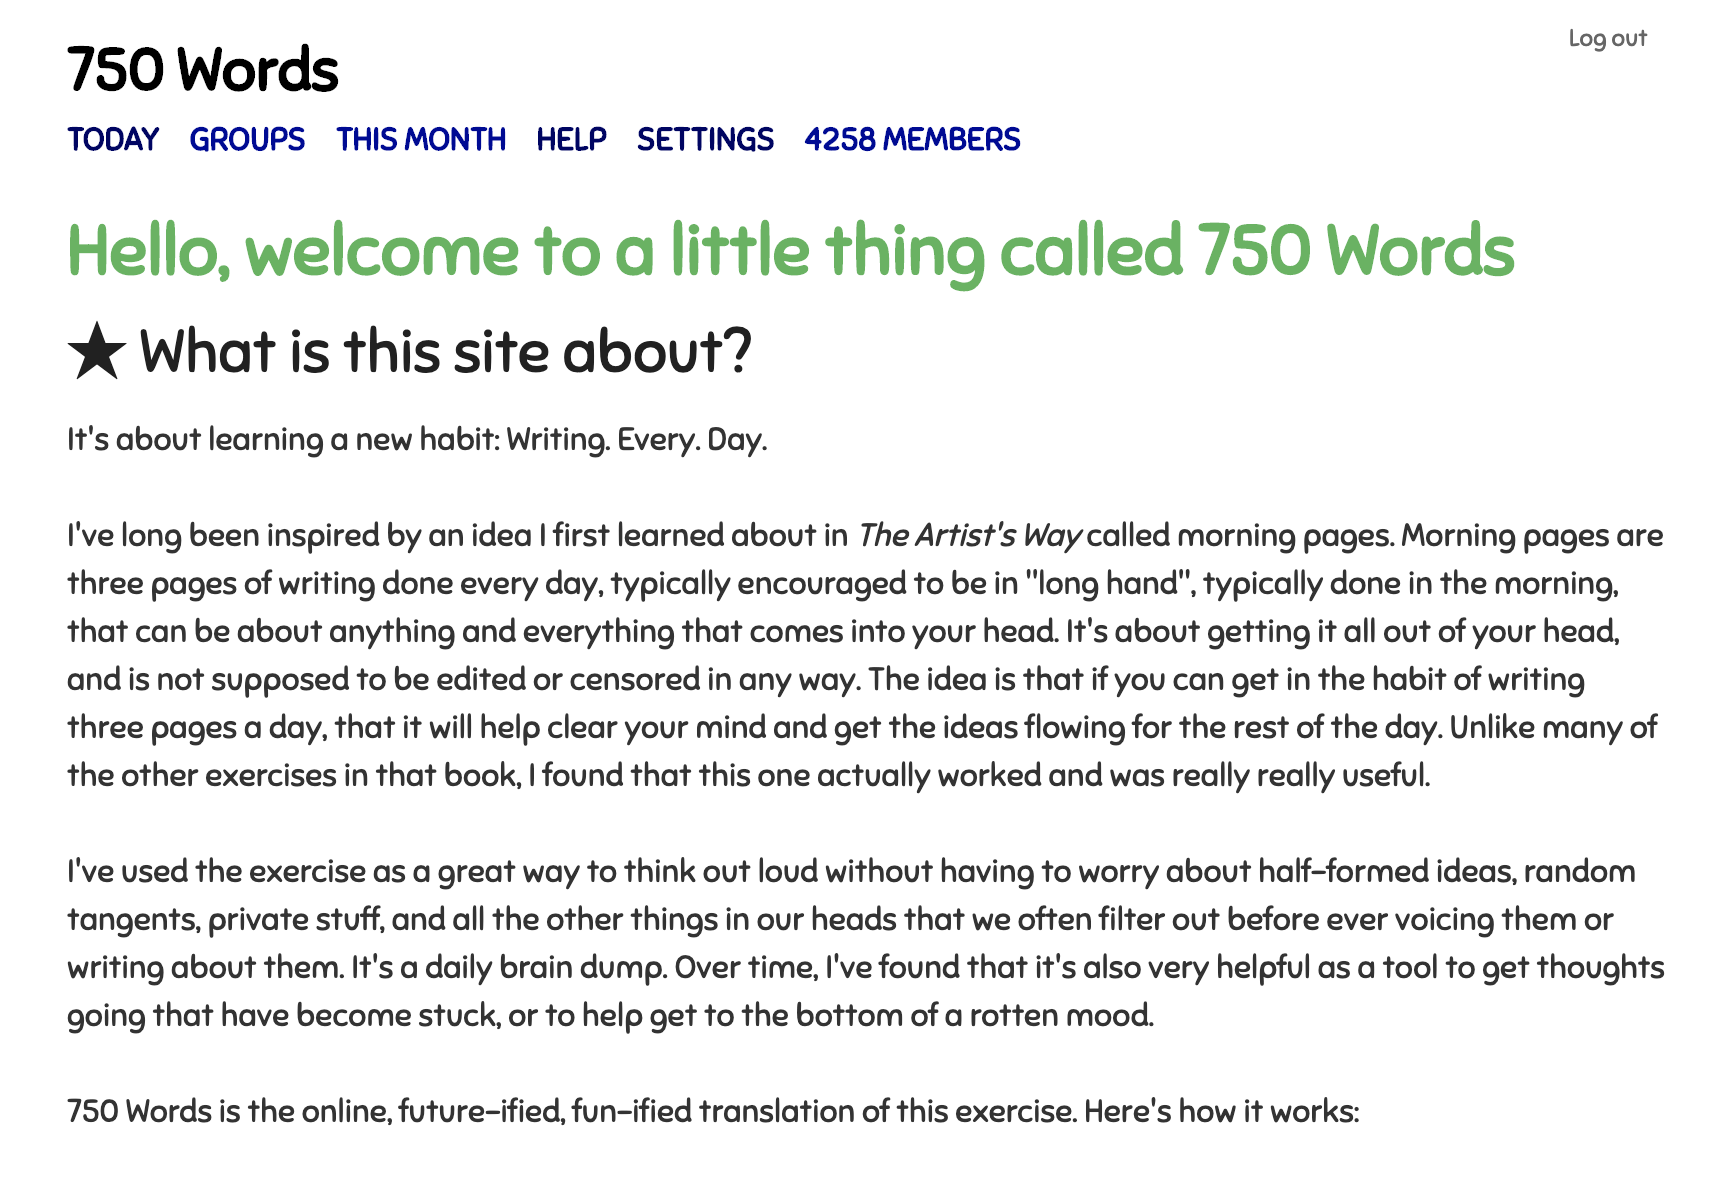 Log out
750 Words
TODAY GROUPS THIS MONTH HELP SETTINGS 4258 MEMBERS
Hello, welcome to a little thing called 750 Words
★ What is this site about?
It's about learning a new habit: Writing. Every. Day.
I've long been inspired by an idea I first learned about in The Artist's Way called morning pages. Morning pages are
three pages of writing done every day, typically encouraged to be in "long hand", typically done in the morning,
that can be about anything and everything that comes into your head. It's about getting it all out of your head,
and is not supposed to be edited or censored in any way. The idea is that if you can get in the habit of writing
three pages a day, that it will help clear your mind and get the ideas flowing for the rest of the day. Unlike many of
the other exercises in that book, I found that this one actually worked and was really really useful.
I've used the exercise as a great way to think out loud without having to worry about half-formed ideas, random
tangents, private stuff, and all the other things in our heads that we often filter out before ever voicing them or
writing about them. It's a daily brain dump. Over time, I've found that it's also very helpful as a tool to get thoughts
going that have become stuck, or to help get to the bottom of a rotten mood.
750 Words is the online, future-ified, fun-ified translation of this exercise. Here's how it works: